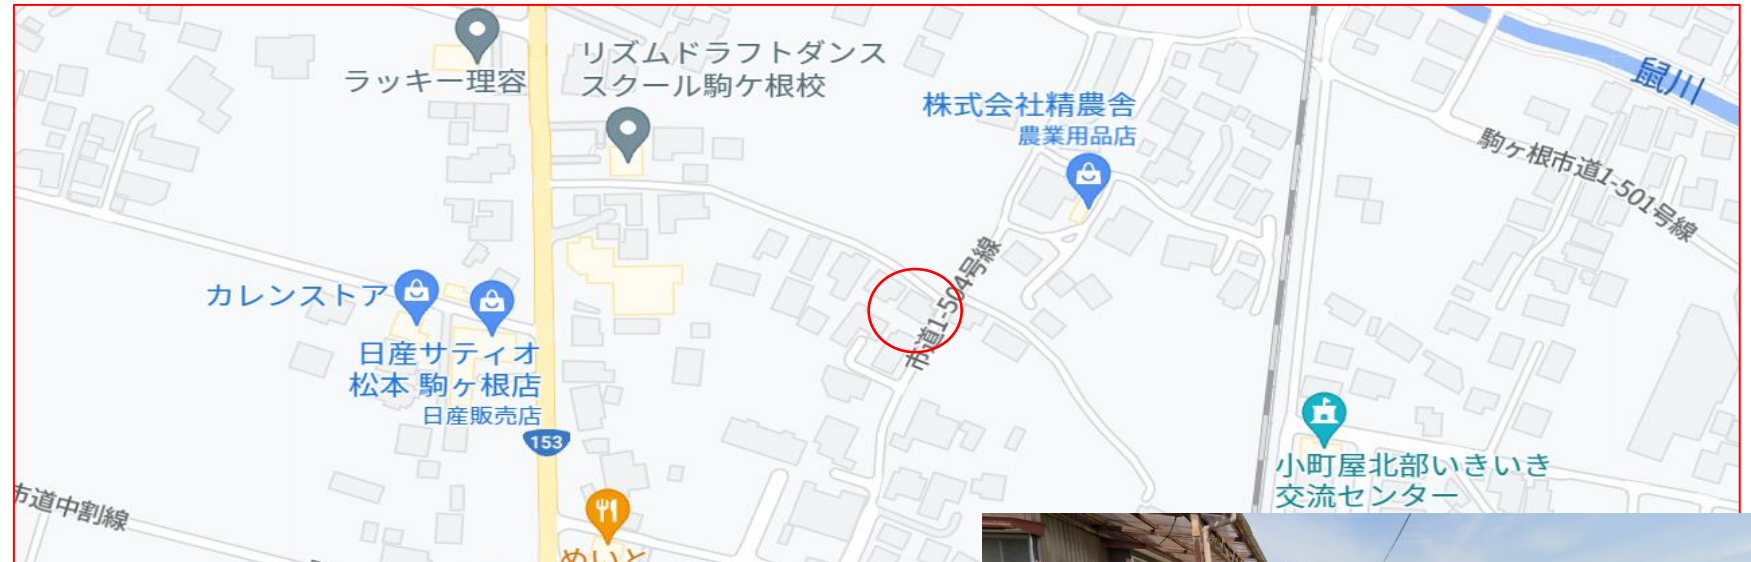 ラッキー理容
リズムドラフトダンス
スクール駒ケ根校
株式会社精農舎
農業用品店
鼠川
駒ヶ根市道1-501号線
市道1-504号線
カレンストア
日産サティオ
松本 駒ヶ根店
日産販売店
153
小町屋北部いきいき
交流センター
市道中割線
めいと